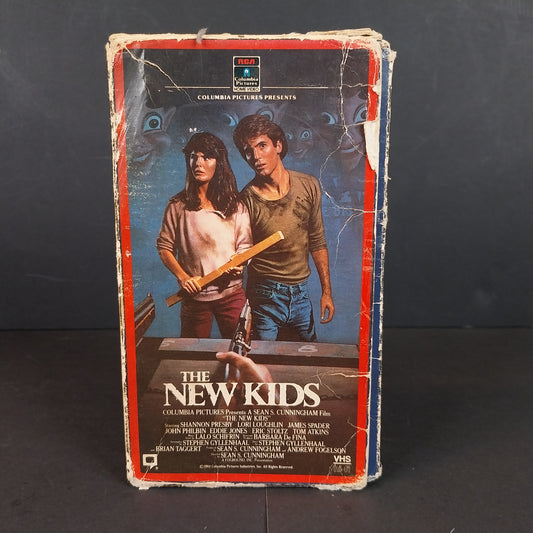 RCA
Columbia
Pictures
HOME VIDEO
COLUMBIA PICTURES PRESENTS
THE
NEW KIDS
COLUMBIA PICTURES Presents A SEAN S. CUNNINGHAM Film
"THE NEW KIDS"
Starring SHANNON PRESBY LORI LOUGHLIN JAMES SPADER
JOHN PHILBIN EDDIE JONES ERIC STOLTZ TOM ATKINS
LALO SCHIFRIN BARBARA De FINA
STEPHEN GYLLENHAAL STEPHEN GYLLENHAAL
and BRIAN TAGGERT SEAN S. CUNNINGHAM and ANDREW FOGELSON
SEAN S. CUNNINGHAM
VHS